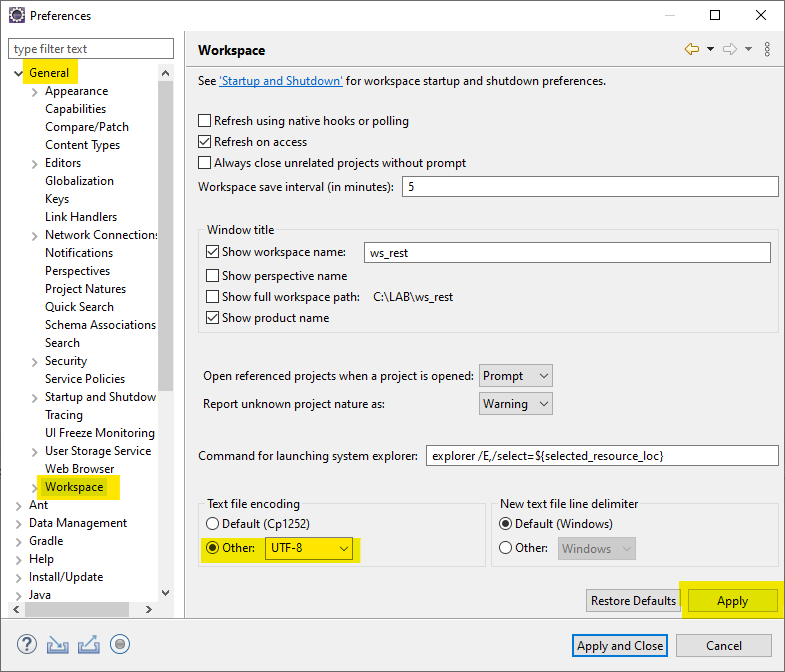 Preferences
type filter text
General
Appearance
Capabilities
Compare/Patch
Content Types
Editors
Globalization
Keys
Link Handlers
Network Connections
Notifications
Perspectives
Project Natures
Quick Search
Schema Associations
Search
Security
Service Policies
Startup and Shutdow
Tracing
UI Freeze Monitoring
User Storage Service
Web Browser
Workspace
Ant
Data Management
Gradle
Help
Install/Update
Java
Workspace
See 'Startup and Shutdown' for workspace startup and shutdown preferences.
Refresh using native hooks or polling
Refresh on access
Always close unrelated projects without prompt
Workspace save interval (in minutes): 5
Window title
Show workspace name: ws_rest
Show perspective name
Show full workspace path: C:\LAB\ws_rest
Show product name
Open referenced projects when a project is opened: Prompt
Report unknown project nature as: Warning
Command for launching system explorer: explorer /E,/select=${selected_resource_loc}
Text file encoding
Default (Cp1252)
Other: UTF-8
New text file line delimiter
Default (Windows)
Other: Windows
Restore Defaults Apply
? Apply and Close Cancel